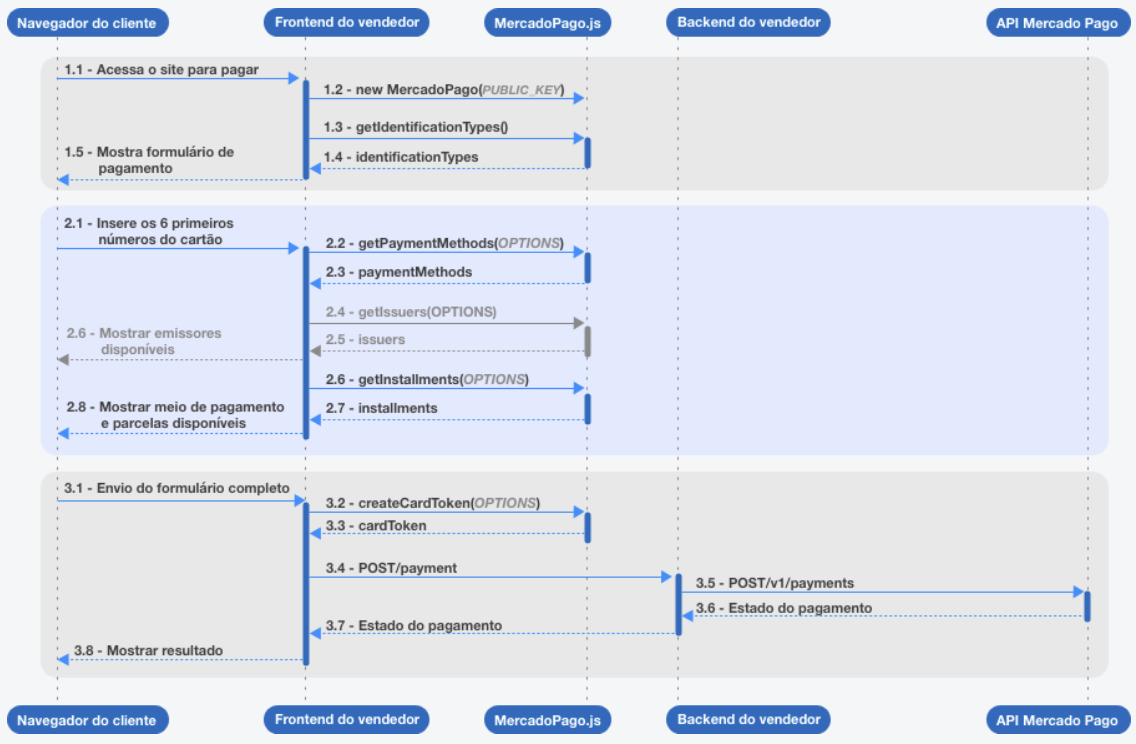 Navegador do cliente
Frontend do vendedor
MercadoPago.js
Backend do vendedor
API Mercado Pago
1.1 - Acessa o site para pagar
1.2 - new MercadoPago(PUBLIC_KEY)
1.3 - getIdentificationTypes()
1.4 - identificationTypes
1.5 - Mostra formulário de
pagamento
2.1 - Insere os 6 primeiros
números do cartão
2.2 - getPaymentMethods(OPTIONS)
2.3 - paymentMethods
2.4 - getIssuers(OPTIONS)
2.5 - issuers
2.6 - Mostrar emissores
disponíveis
2.6 - getInstallments(OPTIONS)
2.7 - installments
2.8 - Mostrar meio de pagamento
e parcelas disponíveis
3.1 - Envio do formulário completo
3.2 - createCardToken(OPTIONS)
3.3 - cardToken
3.4 - POST/payment
3.5 - POST/v1/payments
3.6 - Estado do pagamento
3.7 - Estado do pagamento
3.8 - Mostrar resultado
Navegador do cliente
Frontend do vendedor
MercadoPago.js
Backend do vendedor
API Mercado Pago